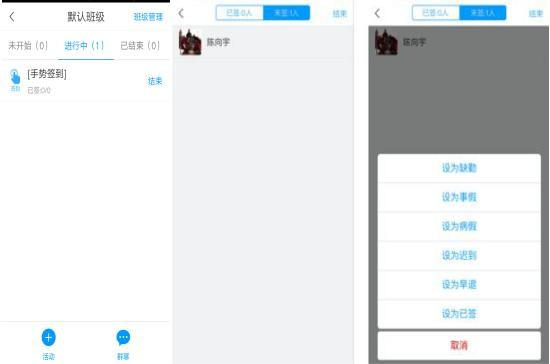 默认班级
班级管理
未开始（0）
进行中（1）
已结束（0）
[手势签到]
已签:0/0
结束
签到
活动
群聊
已签:0人
未签:1人
结束
陈向宇
已签:0人
未签:1人
结束
陈向宇
设为缺勤
设为事假
设为病假
设为迟到
设为早退
设为已签
取消